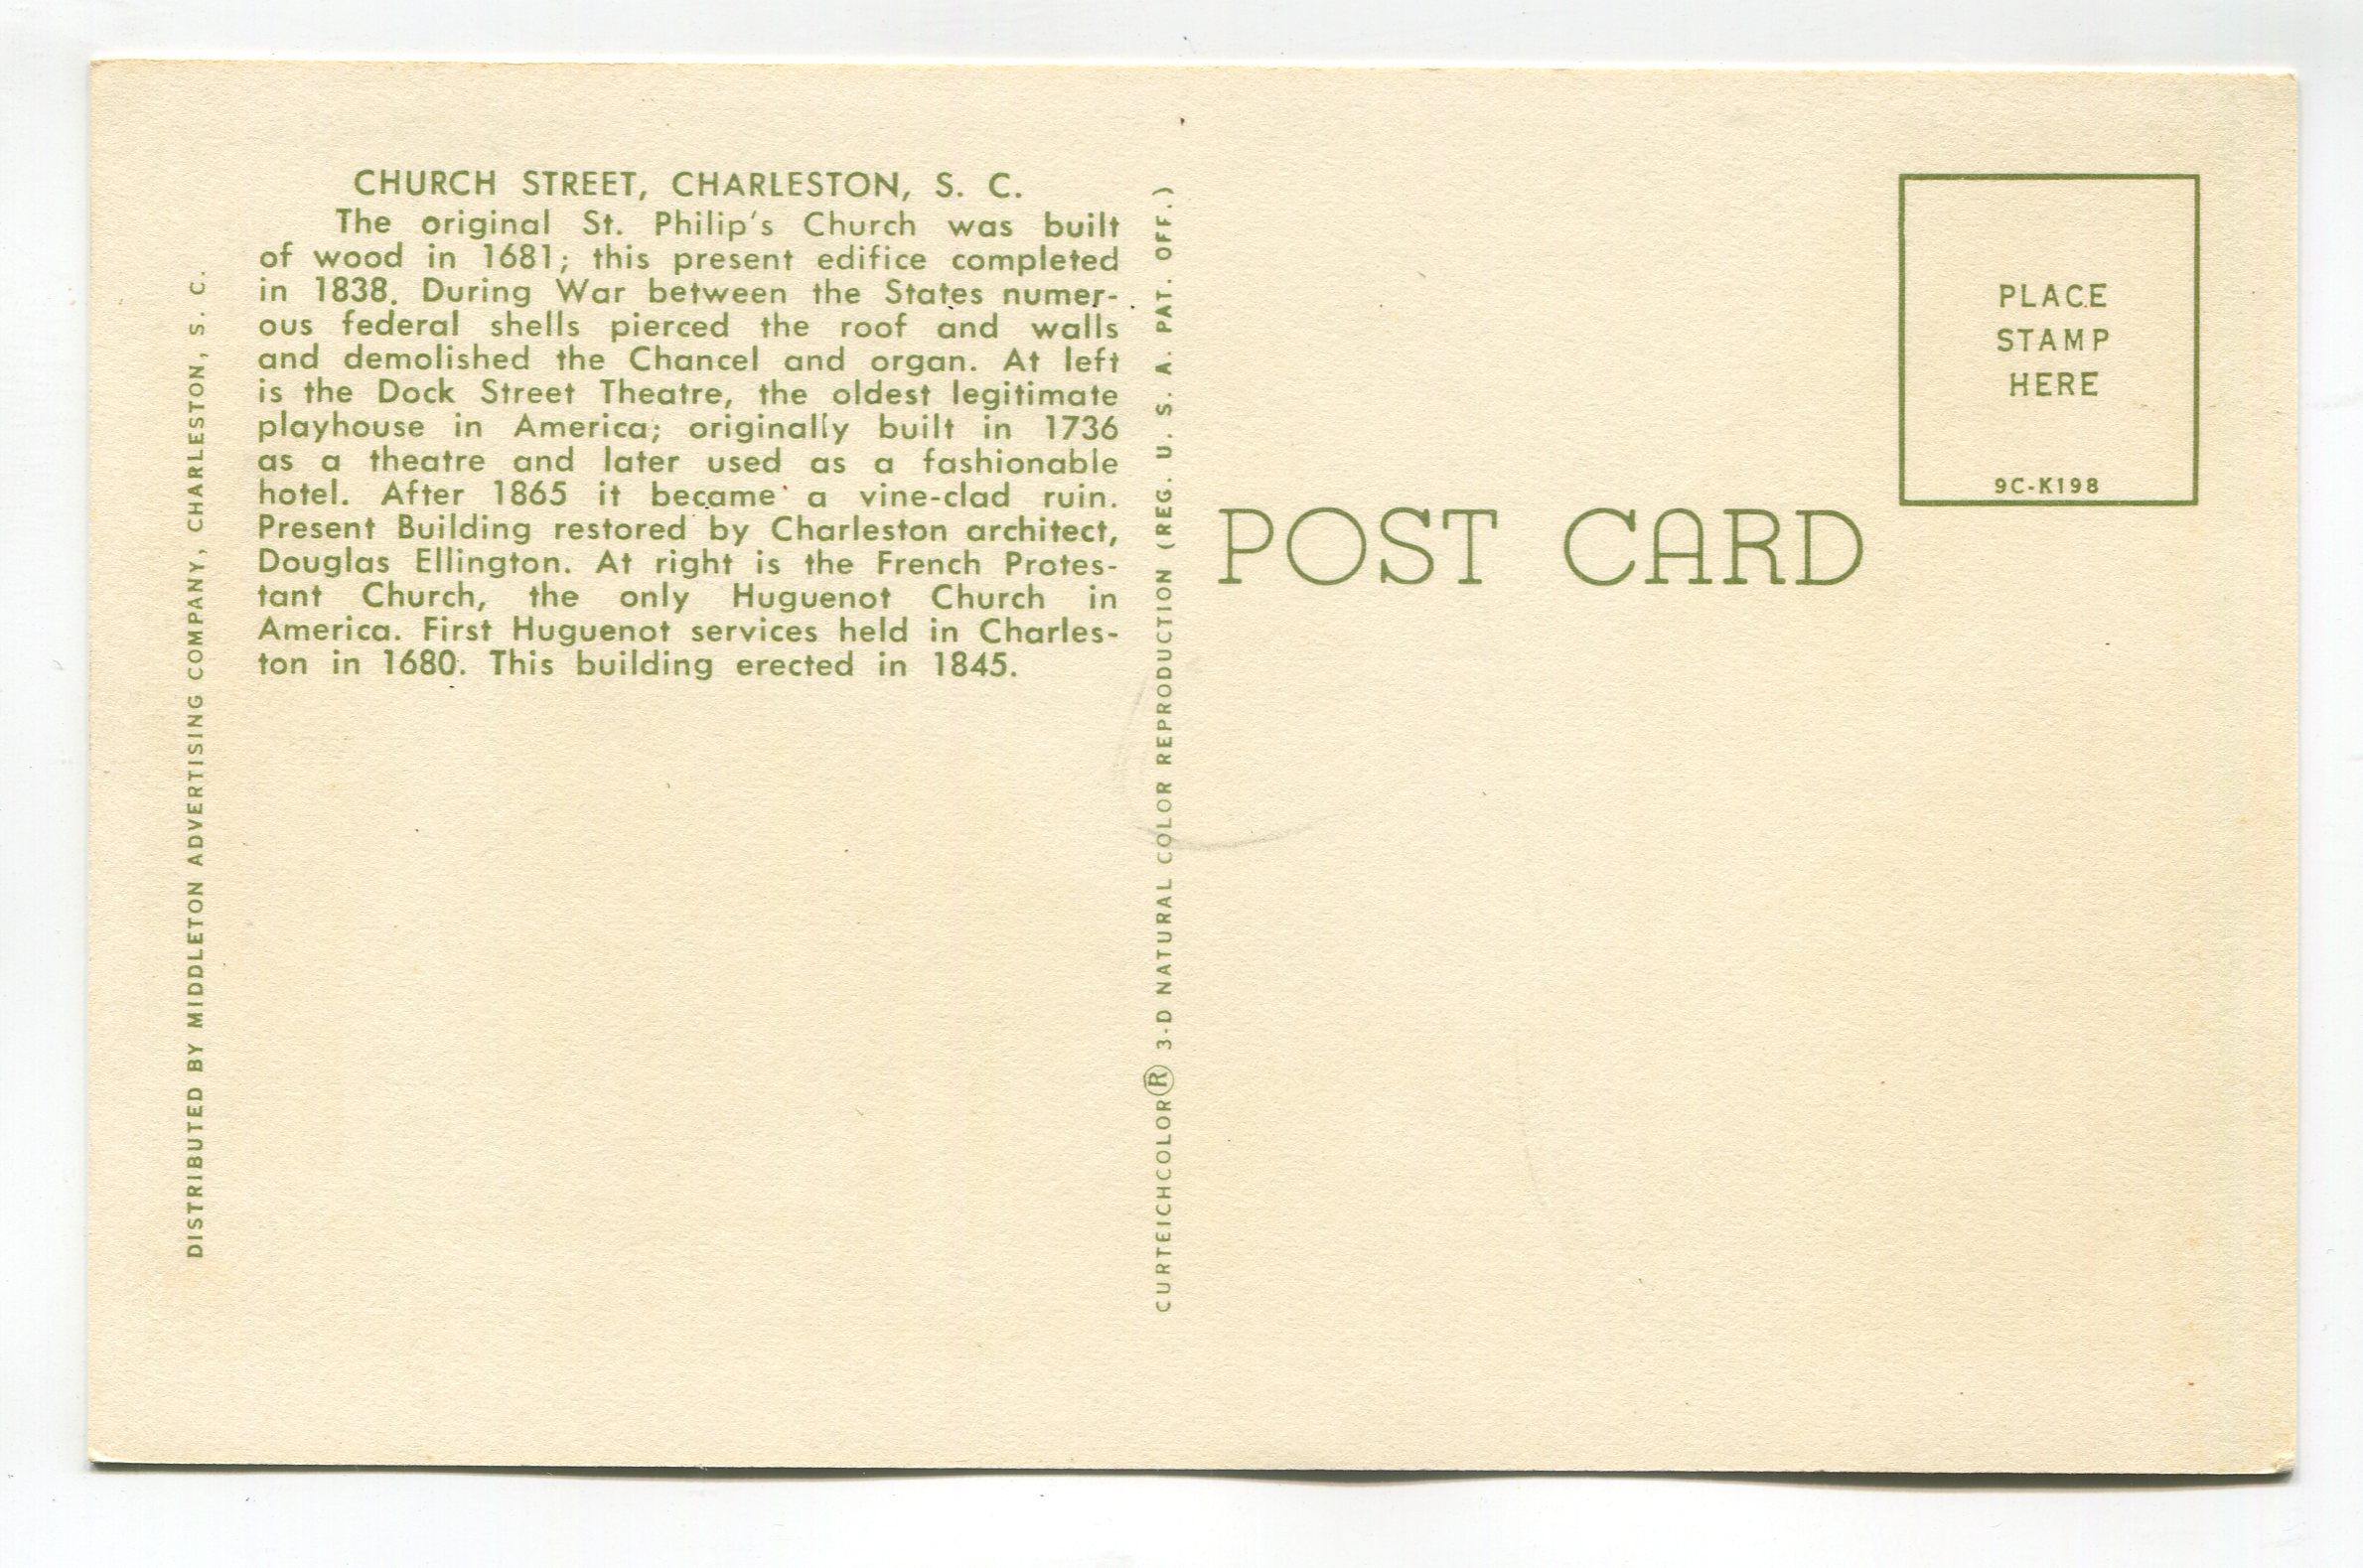 CHURCH STREET, CHARLESTON, S. C.
The original St. Philip's Church was built
of wood in 1681; this present edifice completed
in 1838. During War between the States numer-
ous federal shells pierced the roof and walls
and demolished the Chancel and organ. At left
is the Dock Street Theatre, the oldest legitimate
playhouse in America; originally built in 1736
as a theatre and later used as a fashionable
hotel. After 1865 it became a vine-clad ruin.
Present Building restored by Charleston architect,
Douglas Ellington. At right is the French Protes-
tant Church, the only Huguenot Church in
America. First Huguenot services held in Charles-
ton in 1680. This building erected in 1845.
DISTRIBUTED BY MIDDLETON ADVERTISING COMPANY, CHARLESTON, S. C.
CURTEICHCOLOR® 3-D NATURAL COLOR REPRODUCTION (REG. U. S. A. PAT. OFF.)
POST CARD
PLACE
STAMP
HERE
9C-K198